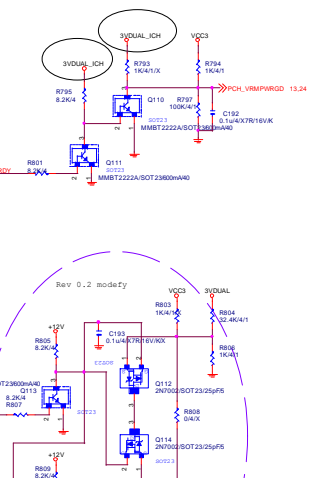 3VDUAL_ICH
VCC3
3VDUAL_ICH
R793
1K/4/1/X
R794
1K/4/1
PCH_VRMPWRGD 13,24
R795
8.2K/4
Q110
R797
100K/4/1
C192
0.1u/4/X7R/16V/K
SOT23
MMBT2222A/SOT23/600mA/40
R801
8.2K/4
Q111
SOT23
MMBT2222A/SOT23/600mA/40
RDY
Rev 0.2 modefy
VCC3
3VDUAL
R803
R804
32.4K/4/1
+12V
C193
0.1u/4/X7R/16V/K/X
R805
8.2K/4
1K/4/1
SOT23
Q112
2N7002/SOT23/25pF/5
T23/600mA/40
Q113
8.2K/4
R807
SOT23
R808
0/4/X
Q114
2N7002/SOT23/25pF/5
SOT23
+12V
R809
8.2K/4